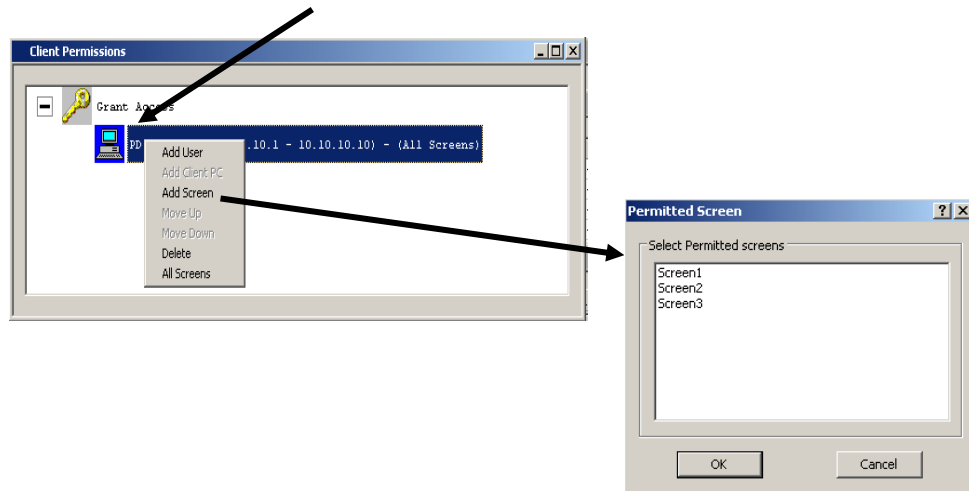 Client Permissions
Grant Access
PD .10.1 - 10.10.10.10) - (All Screens)
Add User
Add Client PC
Add Screen
Move Up
Move Down
Delete
All Screens
Permitted Screen
Select Permitted screens
Screen1
Screen2
Screen3
OK
Cancel